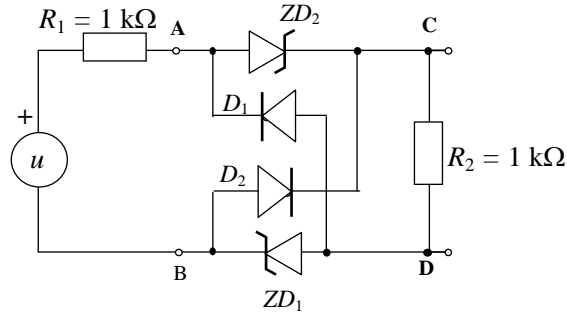 R₁ = 1 kΩ
A
ZD₂
C
+
D₁
u
D₂
R₂ = 1 kΩ
B
D
ZD₁